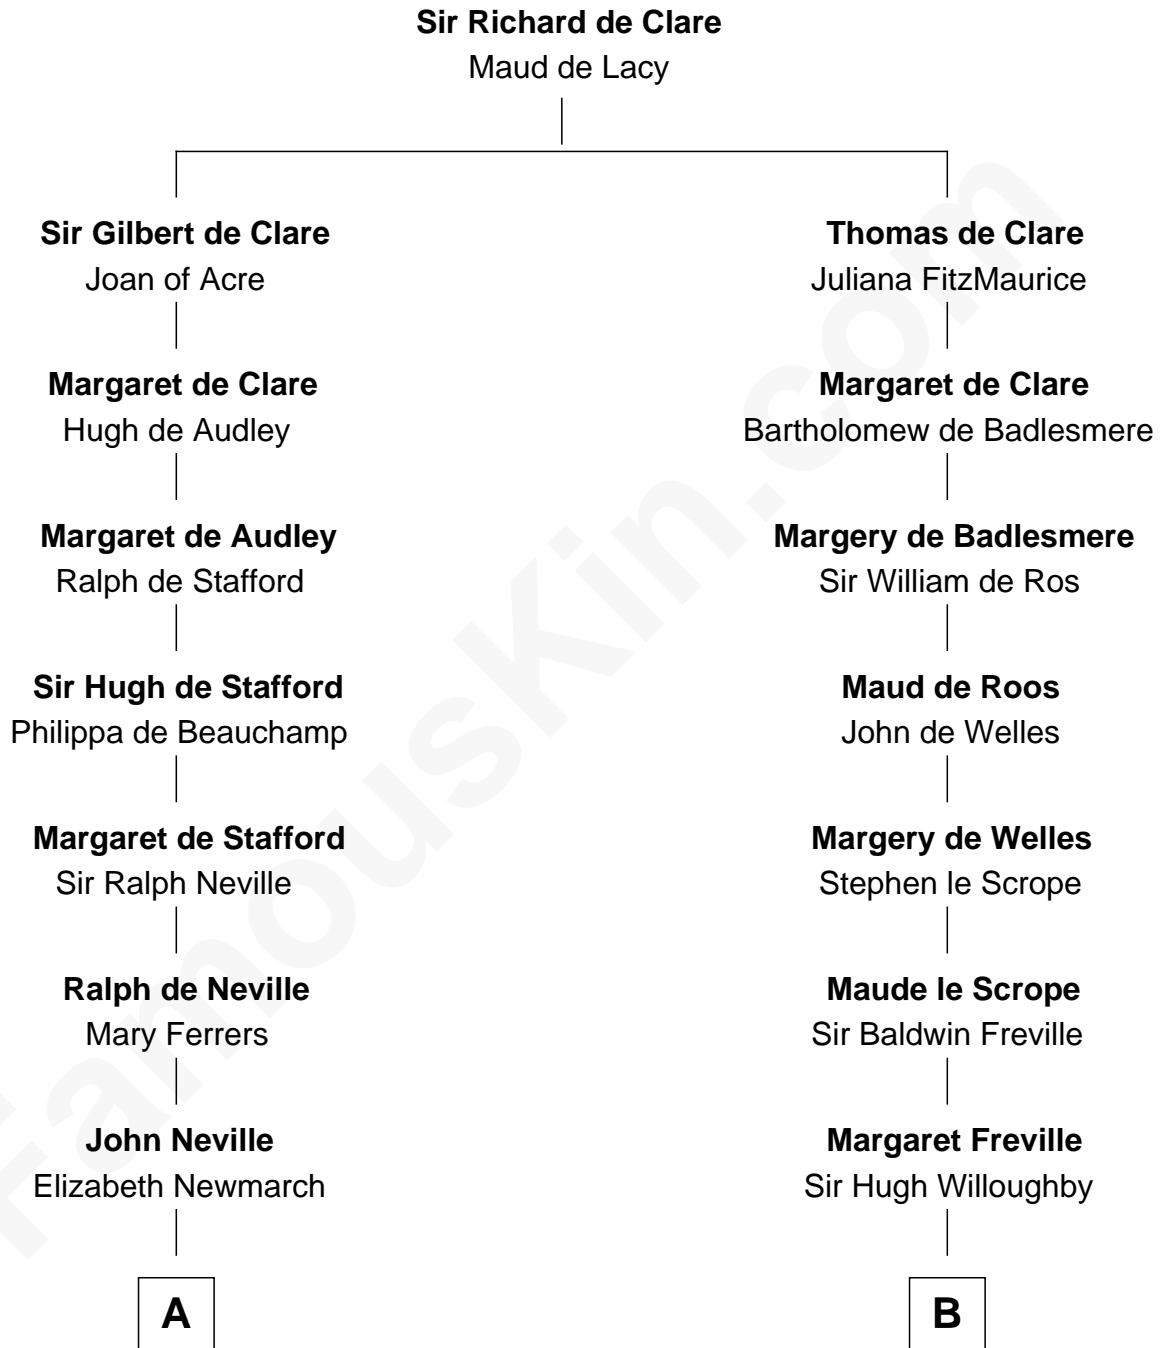 Sir Richard de Clare
Maud de Lacy
Sir Gilbert de Clare
Joan of Acre
Thomas de Clare
Juliana FitzMaurice
Margaret de Clare
Hugh de Audley
Margaret de Clare
Bartholomew de Badlesmere
Margaret de Audley
Ralph de Stafford
Margery de Badlesmere
Sir William de Ros
Sir Hugh de Stafford
Philippa de Beauchamp
Maud de Roos
John de Welles
Margaret de Stafford
Sir Ralph Neville
Margery de Welles
Stephen le Scrope
Ralph de Neville
Mary Ferrers
Maude le Scrope
Sir Baldwin Freville
John Neville
Elizabeth Newmarch
Margaret Freville
Sir Hugh Willoughby
A
B
FamousKin.com